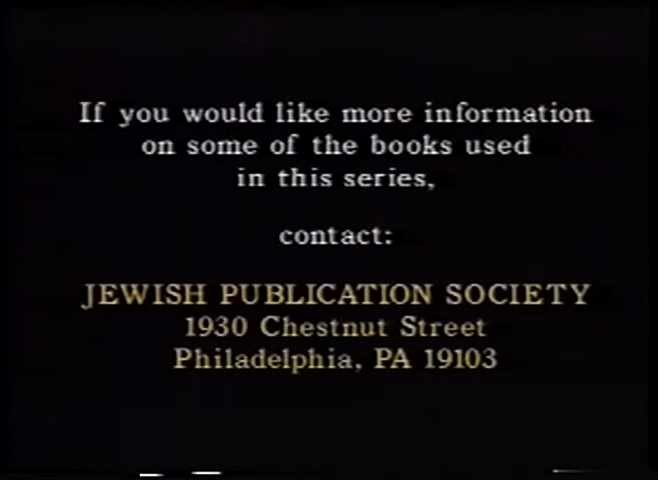 If you would like more information
on some of the books used
in this series,
contact:
JEWISH PUBLICATION SOCIETY
1930 Chestnut Street
Philadelphia, PA 19103